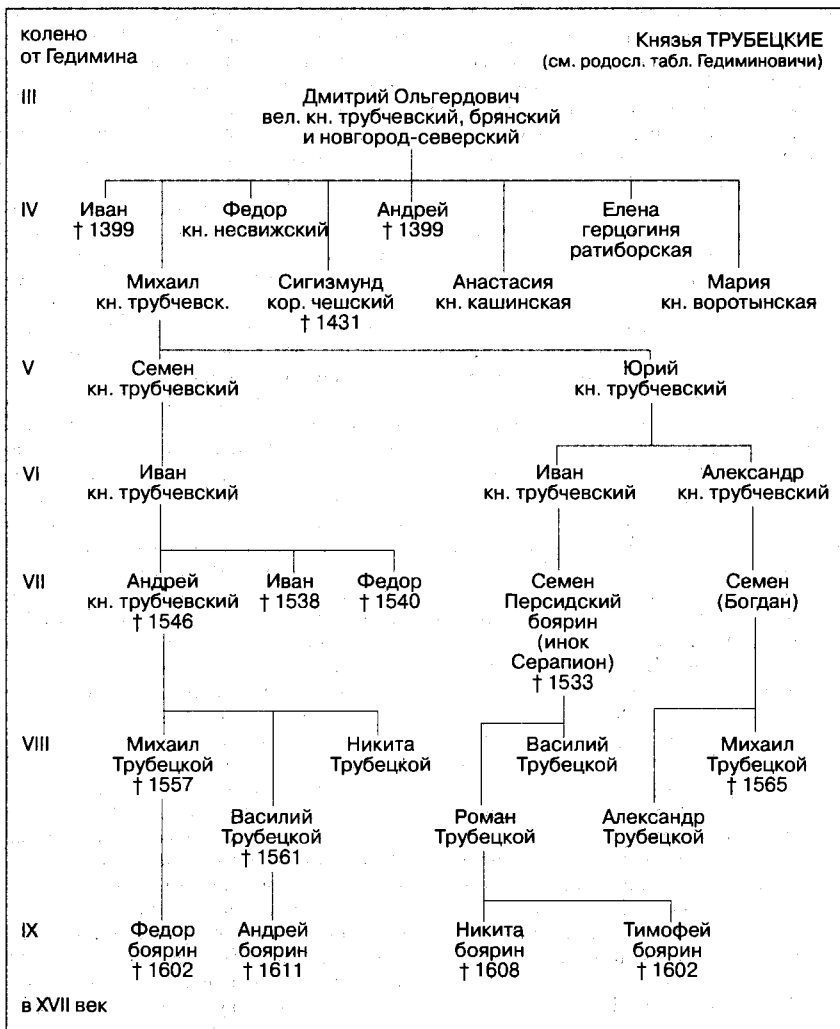 колено
от Гедимина
Князья ТРУБЕЦКИЕ
(см. родосл. табл. Гедиминовичи)
III
Дмитрий Ольгердович
вел. кн. трубчевский, брянский
и новгород-северский
IV
Иван
† 1399
Федор
кн. несвижский
Андрей
† 1399
Елена
герцогиня
ратиборская
Михаил
кн. трубчевск.
Сигизмунд
кор. чешский
† 1431
Анастасия
кн. кашинская
Мария
кн. воротынская
V
Семен
кн. трубчевский
Юрий
кн. трубчевский
VI
Иван
кн. трубчевский
Иван
кн. трубчевский
Александр
кн. трубчевский
VII
Андрей
кн. трубчевский
† 1546
Иван
† 1538
Федор
† 1540
Семен
Персидский
боярин
(инок
Серапион)
† 1533
Семен
(Богдан)
VIII
Михаил
Трубецкой
† 1557
Никита
Трубецкой
Василий
Трубецкой
Михаил
Трубецкой
† 1565
Василий
Трубецкой
† 1561
Роман
Трубецкой
Александр
Трубецкой
IX
Федор
боярин
† 1602
Андрей
боярин
† 1611
Никита
боярин
† 1608
Тимофей
боярин
† 1602
в XVII век